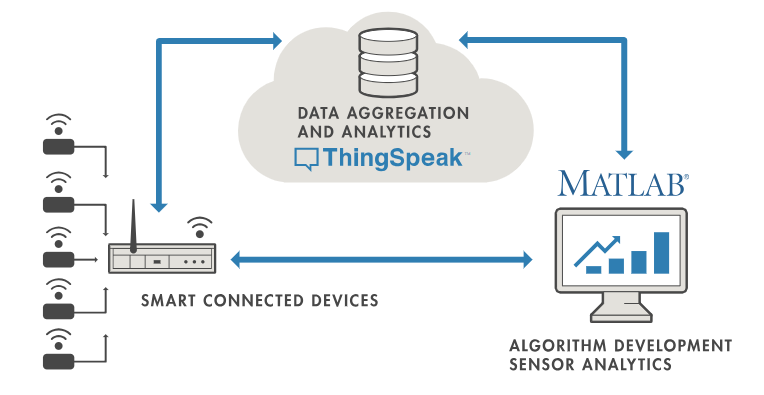 DATA AGGREGATION
AND ANALYTICS
ThingSpeak™
MATLAB®
SMART CONNECTED DEVICES
ALGORITHM DEVELOPMENT
SENSOR ANALYTICS